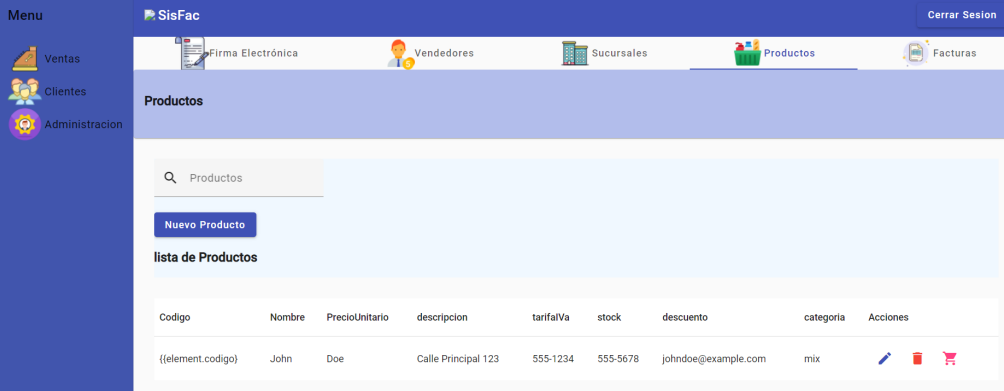 Menu
SisFac
Cerrar Sesion
Ventas
Clientes
Administracion
Firma Electrónica
Vendedores
Sucursales
Productos
Facturas
Productos
Productos
Nuevo Producto
lista de Productos
Codigo Nombre PrecioUnitario descripcion tarifaIVa stock descuento categoria Acciones
{{element.codigo} John Doe Calle Principal 123 555-1234 555-5678 johndoe@example.com mix